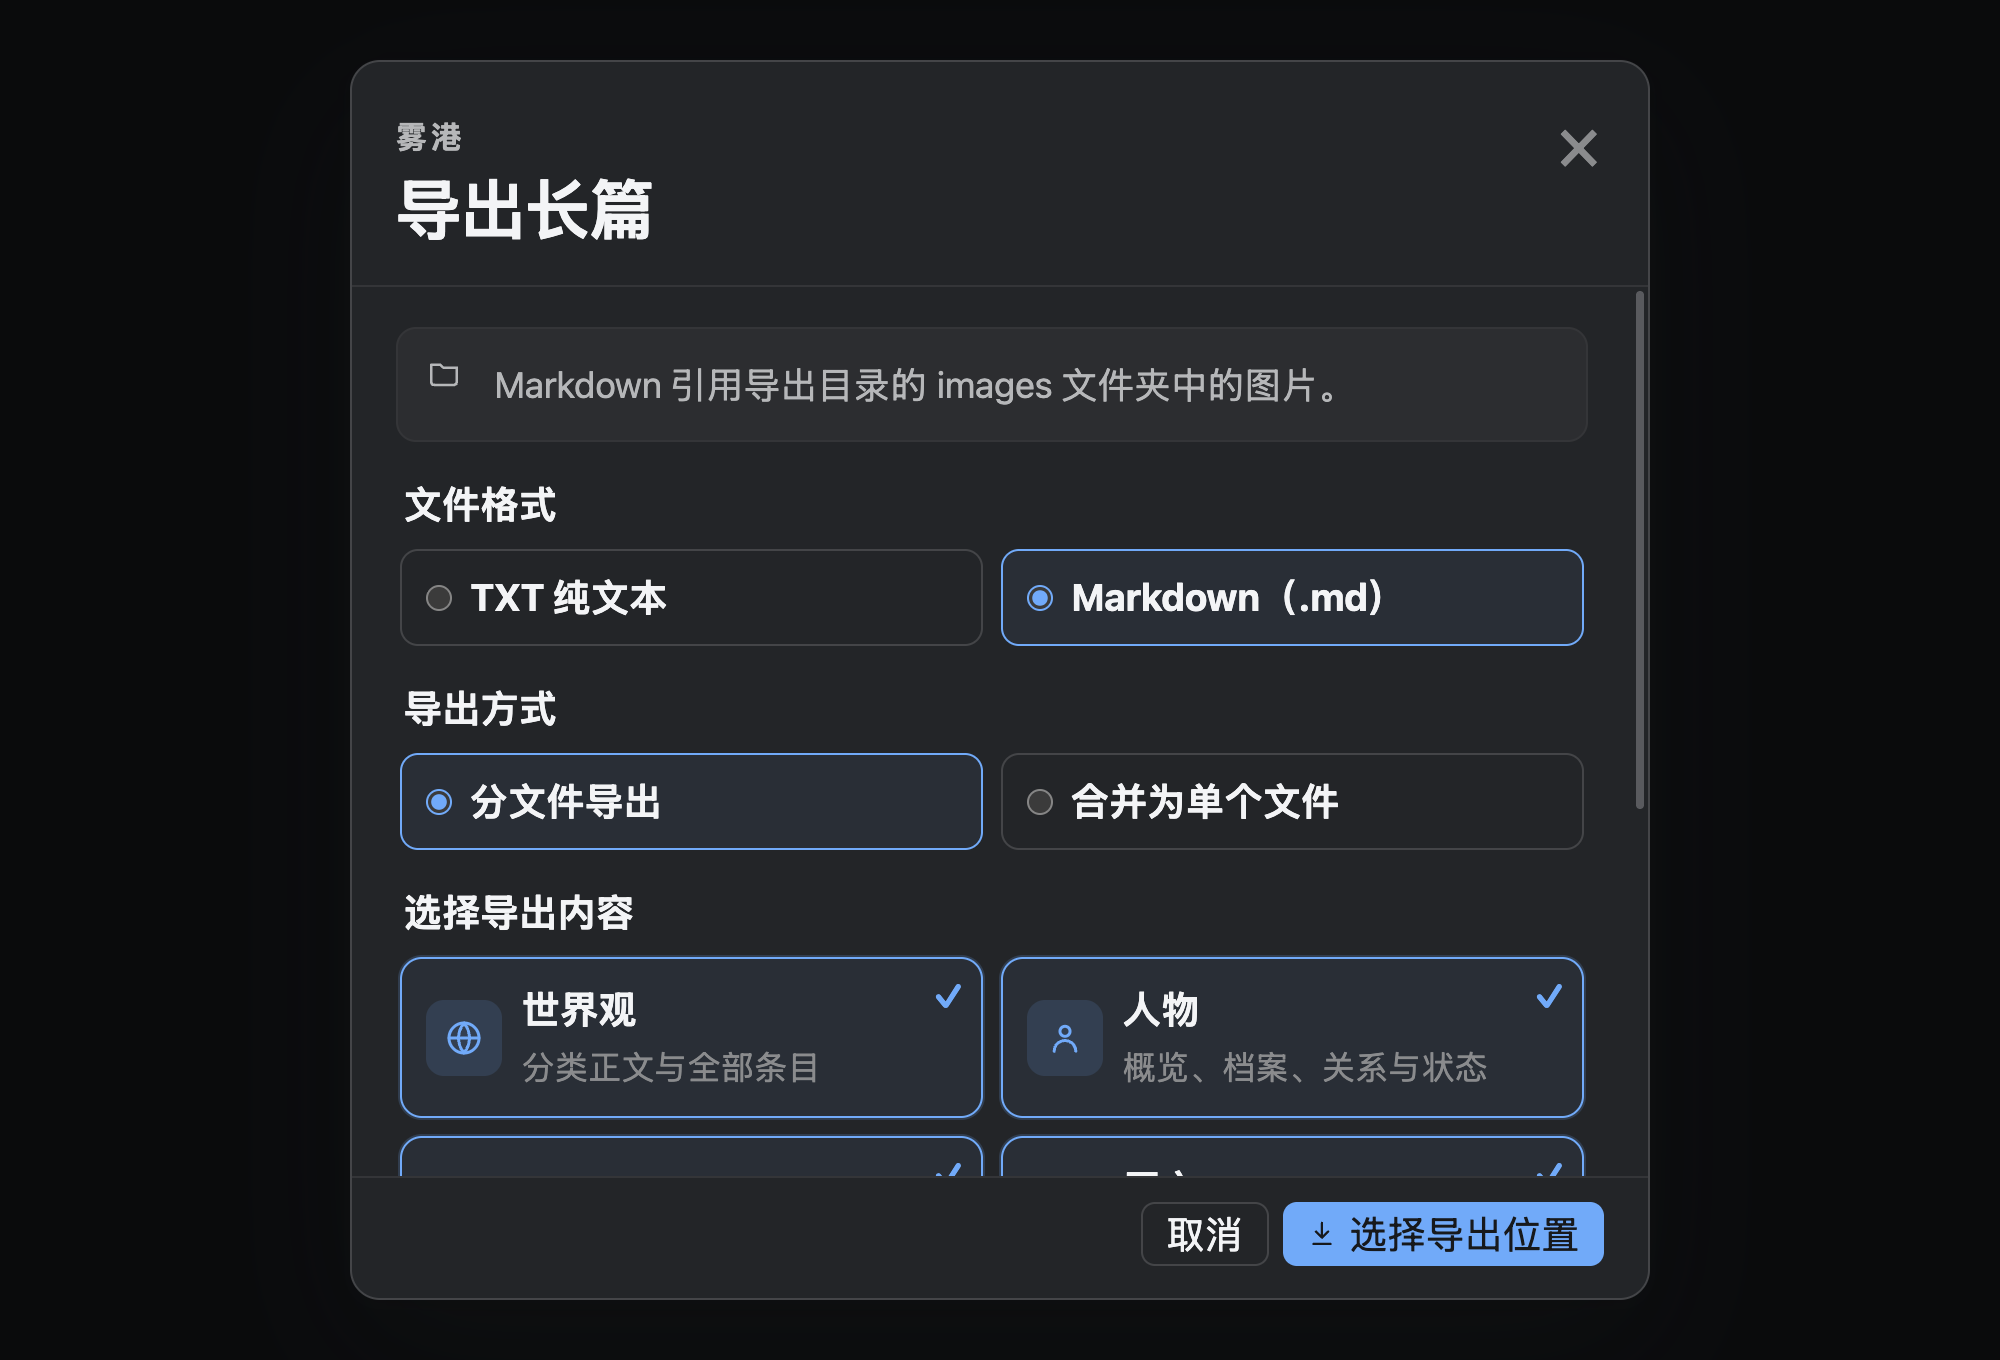 雾港
导出长篇
Markdown 引用导出目录的 images 文件夹中的图片。
文件格式
TXT 纯文本
Markdown（.md）
导出方式
分文件导出
合并为单个文件
选择导出内容
世界观
分类正文与全部条目
人物
概览、档案、关系与状态
取消
选择导出位置